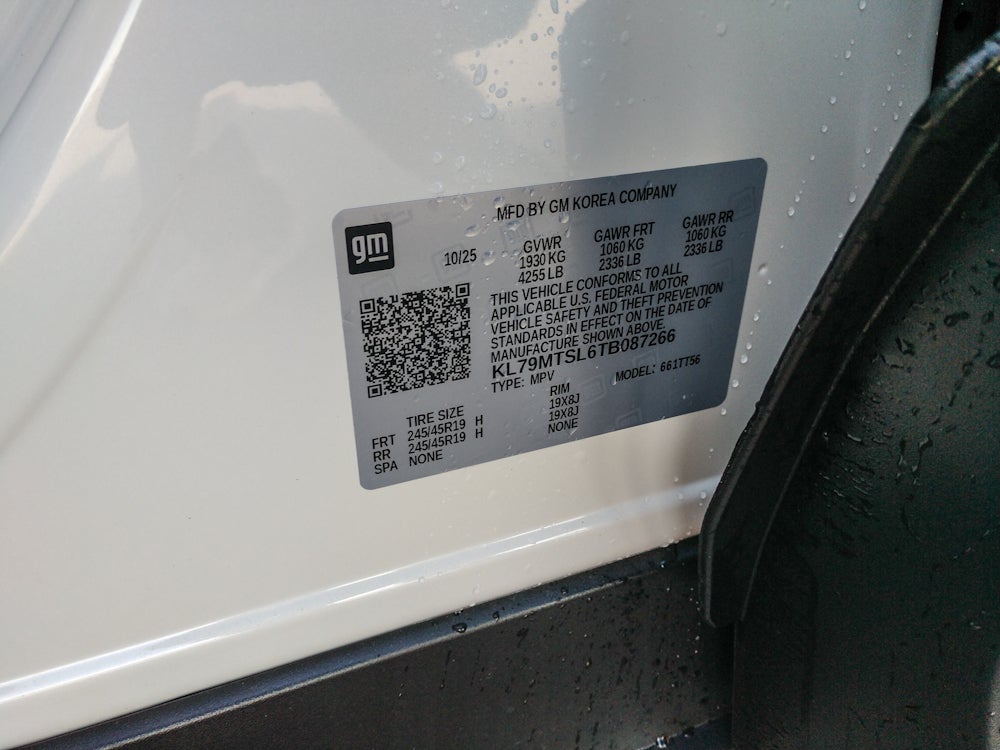 MFD BY GM KOREA COMPANY
gm
10/25
GVWR
1930 KG
4255 LB
GAWR FRT
1060 KG
2336 LB
GAWR RR
1060 KG
2336 LB
THIS VEHICLE CONFORMS TO ALL
APPLICABLE U.S. FEDERAL MOTOR
VEHICLE SAFETY AND THEFT PREVENTION
STANDARDS IN EFFECT ON THE DATE OF
MANUFACTURE SHOWN ABOVE.
KL79MTSL6TB087266
TYPE: MPV MODEL: 661TT56
TIRE SIZE RIM
FRT 245/45R19 H 19X8J
RR 245/45R19 H 19X8J
SPA NONE NONE